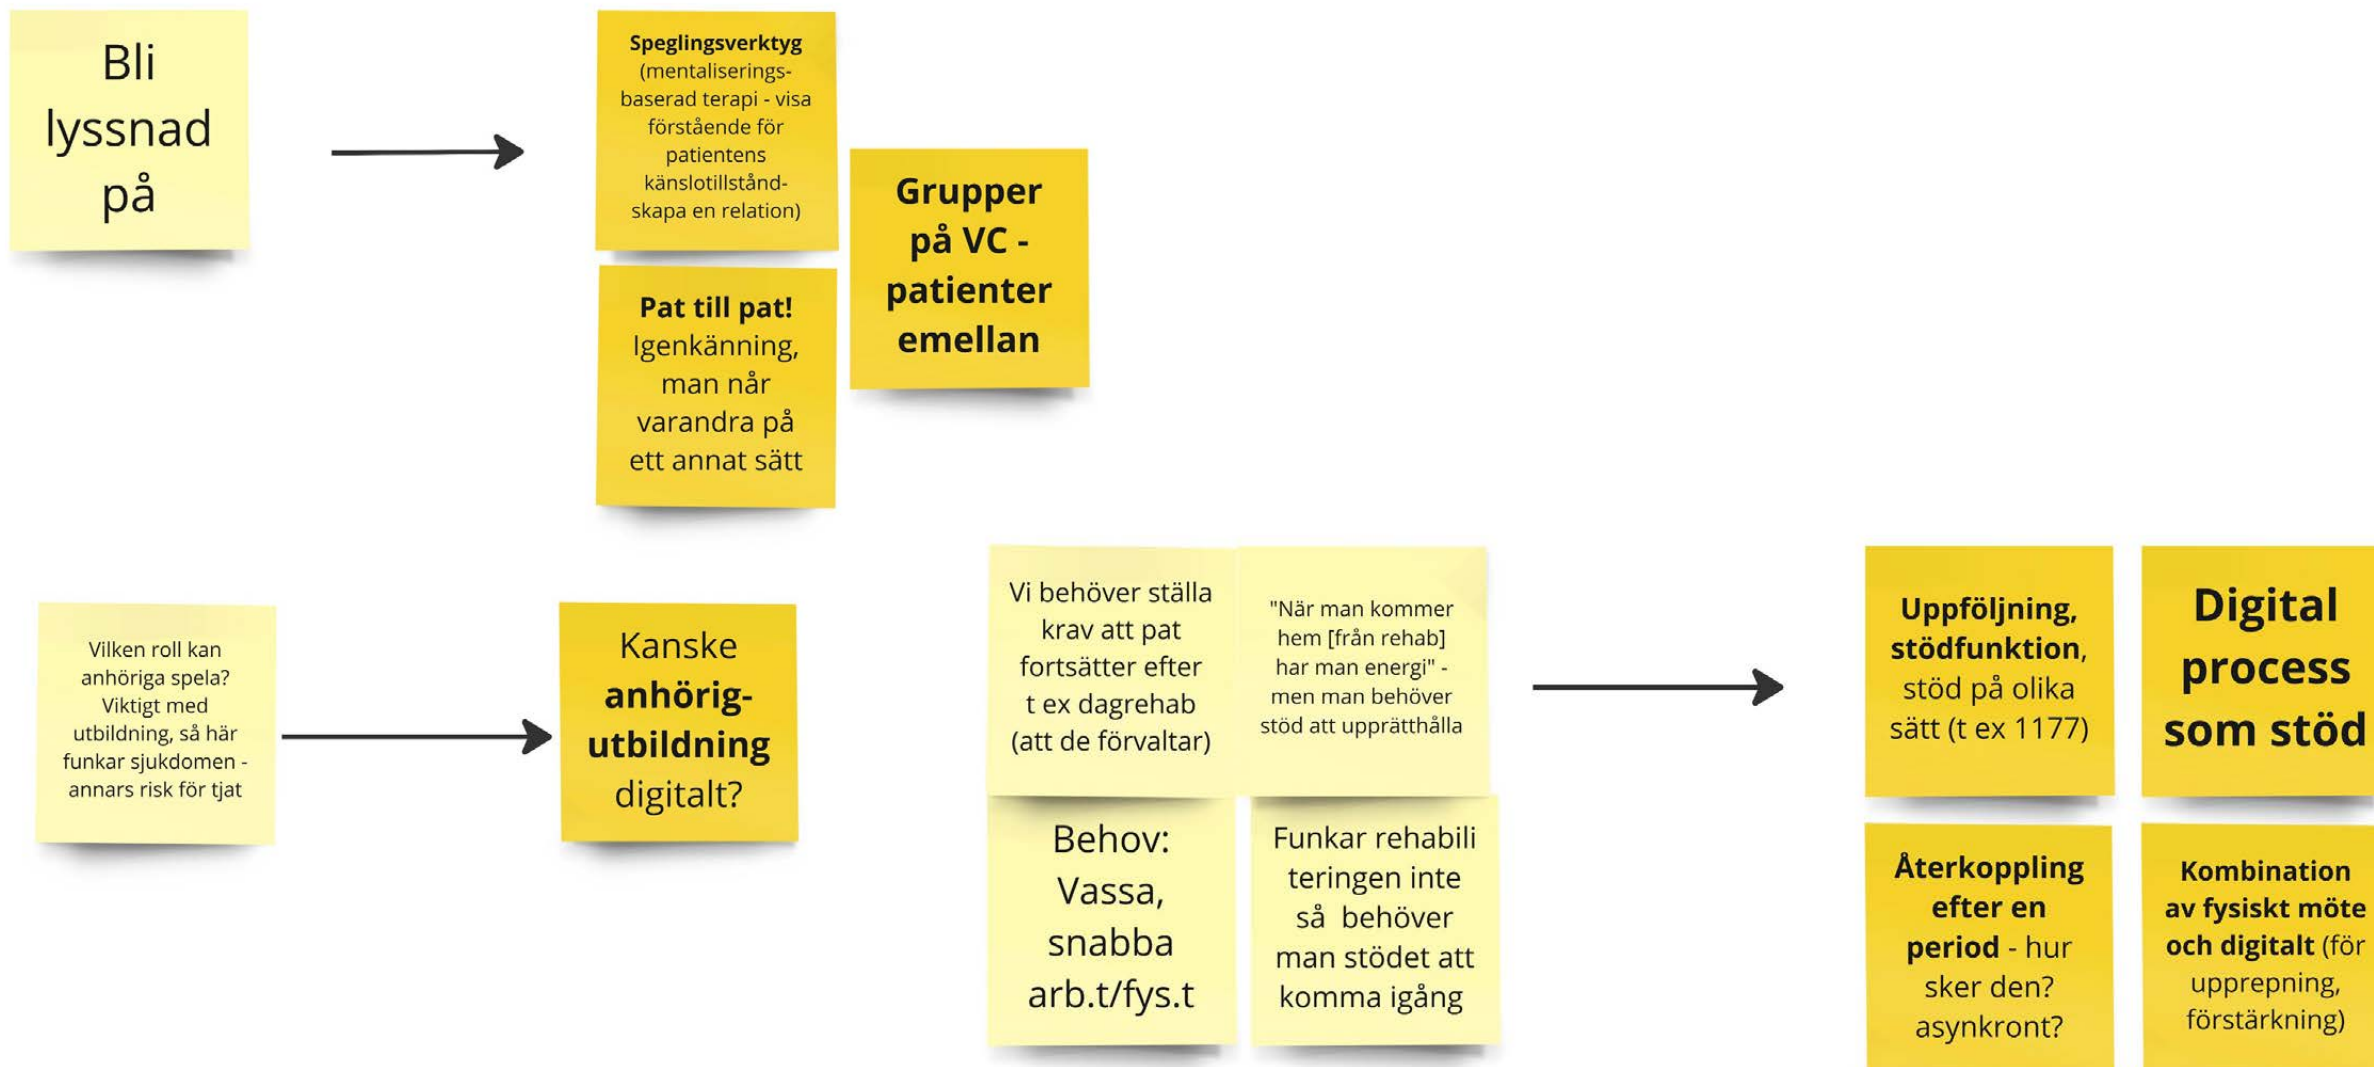 Bli
lyssnad
på
Speglingsverktyg
(mentaliserings-
baserad terapi - visa
förstående för
patientens
känslotillstånd-
skapa en relation)
Grupper
på VC -
patienter
emellan
Pat till pat!
Igenkänning,
man når
varandra på
ett annat sätt
Vilken roll kan
anhöriga spela?
Viktigt med
utbildning, så här
funkar sjukdomen -
annars risk för tjat
Kanske
anhörig-
utbildning
digitalt?
Vi behöver ställa
krav att pat
fortsätter efter
t ex dagrehab
(att de förvaltar)
"När man kommer
hem [från rehab]
har man energi" -
men man behöver
stöd att upprätthålla
Behov:
Vassa,
snabba
arb.t/fys.t
Funkar rehabili
teringen inte
så behöver
man stödet att
komma igång
Uppföljning,
stödfunktion,
stöd på olika
sätt (t ex 1177)
Digital
process
som stöd
Återkoppling
efter en
period - hur
sker den?
asynkront?
Kombination
av fysiskt möte
och digitalt (för
upprepning,
förstärkning)